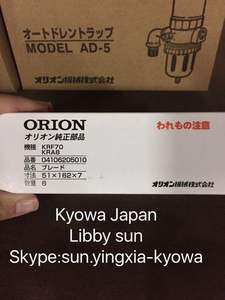 オートドレントラップ
MODEL AD-5
オリオン機械株式会社
ORION
オリオン純正部品
われもの注意
機種 KRF70
KRA8
品番 04106205010
品名 ブレード
寸法 51×162×7
数量 6
オリオン機械株式会社
Kyowa Japan
Libby sun
Skype:sun.yingxia-kyowa